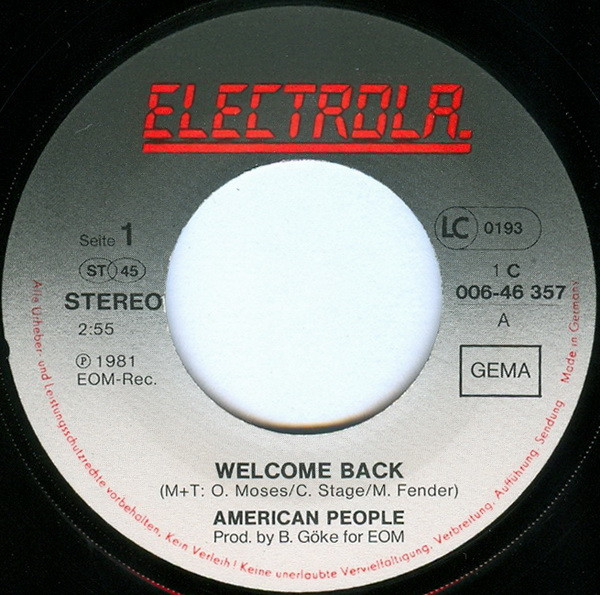 ELECTROLA.
Seite 1
ST 45
STEREO
2:55
℗ 1981
EOM-Rec.
LC 0193
1 C
006-46 357
A
GEMA
WELCOME BACK
(M+T: O. Moses/C. Stage/M. Fender)
AMERICAN PEOPLE
Prod. by B. Göke for EOM
Alle Urheber- und Leistungsschutzrechte vorbehalten. Kein Verleih! Keine unerlaubte Vervielfältigung, Verbreitung, Aufführung, Sendung Made in Germany